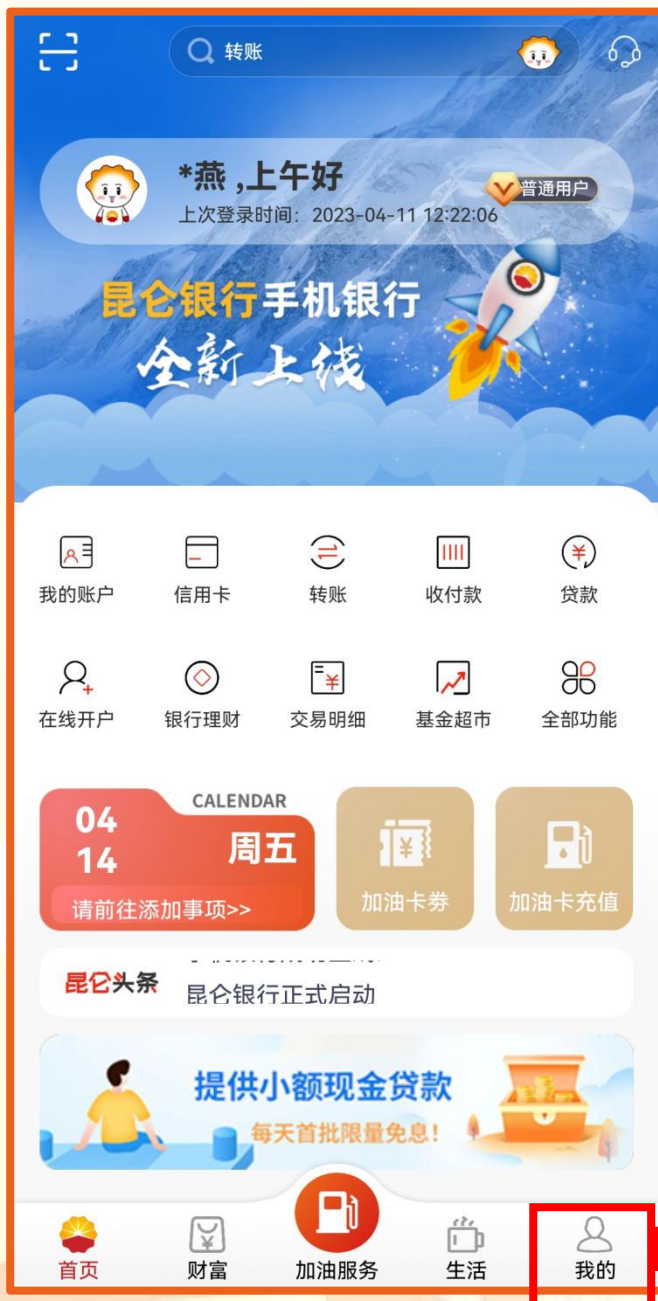 转账
*燕 ,上午好
普通用户
上次登录时间: 2023-04-11 12:22:06
昆仑银行手机银行
全新上线
我的账户 信用卡 转账 收付款 贷款
在线开户 银行理财 交易明细 基金超市 全部功能
CALENDAR
04
14
周五
请前往添加事项>>
加油卡券
加油卡充值
昆仑头条
昆仑银行正式启动
提供小额现金贷款
每天首批限量免息!
首页 财富 加油服务 生活 我的